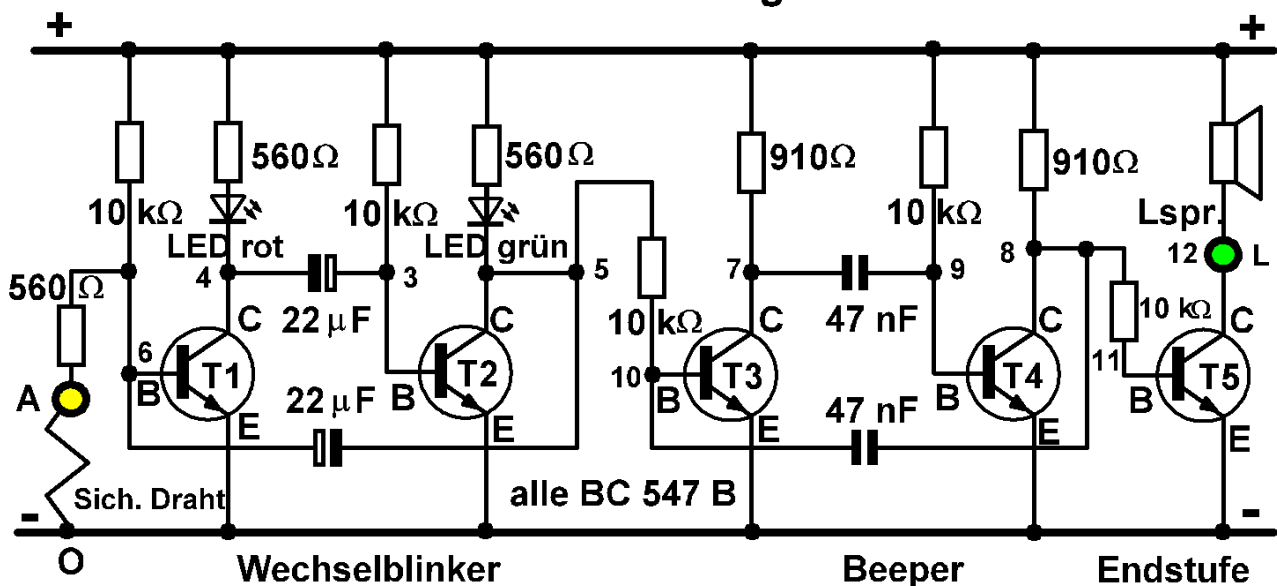 g
+ +
560Ω 560Ω 910Ω 910Ω
10 kΩ 10 kΩ 10 kΩ Lspr.
LED rot LED grün
4 3 5 7 9 8 12 L
560 Ω
22 µF 10 kΩ 47 nF 10 kΩ
C C C C C
6 T1 T2 10 T3 T4 11 T5
A B B B B B
22 µF 47 nF
E E E E E
Sich. Draht alle BC 547 B
- -
O Wechselblinker Beeper Endstufe